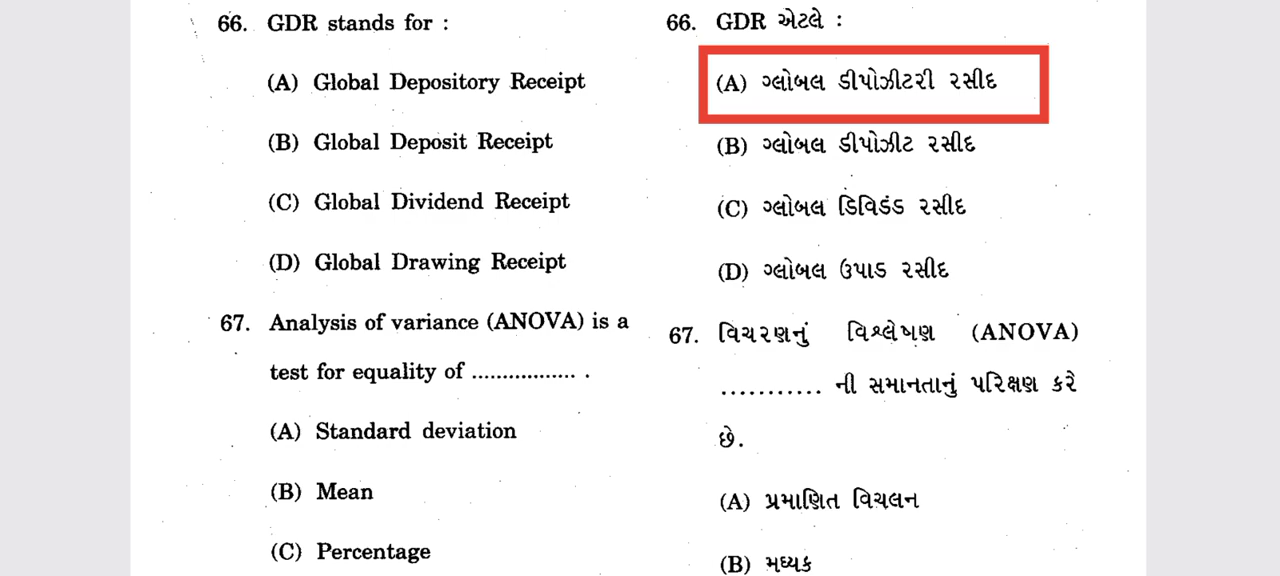 66. GDR stands for :
(A) Global Depository Receipt
(B) Global Deposit Receipt
(C) Global Dividend Receipt
(D) Global Drawing Receipt
67. Analysis of variance (ANOVA) is a
test for equality of ................. .
(A) Standard deviation
(B) Mean
(C) Percentage
66. GDR એટલે :
(A) ગ્લોબલ ડીપોઝીટરી રસીદ
(B) ગ્લોબલ ડીપોઝીટ રસીદ
(C) ગ્લોબલ ડિવિડંડ રસીદ
(D) ગ્લોબલ ઉપાડ રસીદ
67. વિચરણનું વિશ્લેષણ (ANOVA)
........... ની સમાનતાનું પરિક્ષણ કરે
છે.
(A) પ્રમાણિત વિચલન
(B) મધ્યક